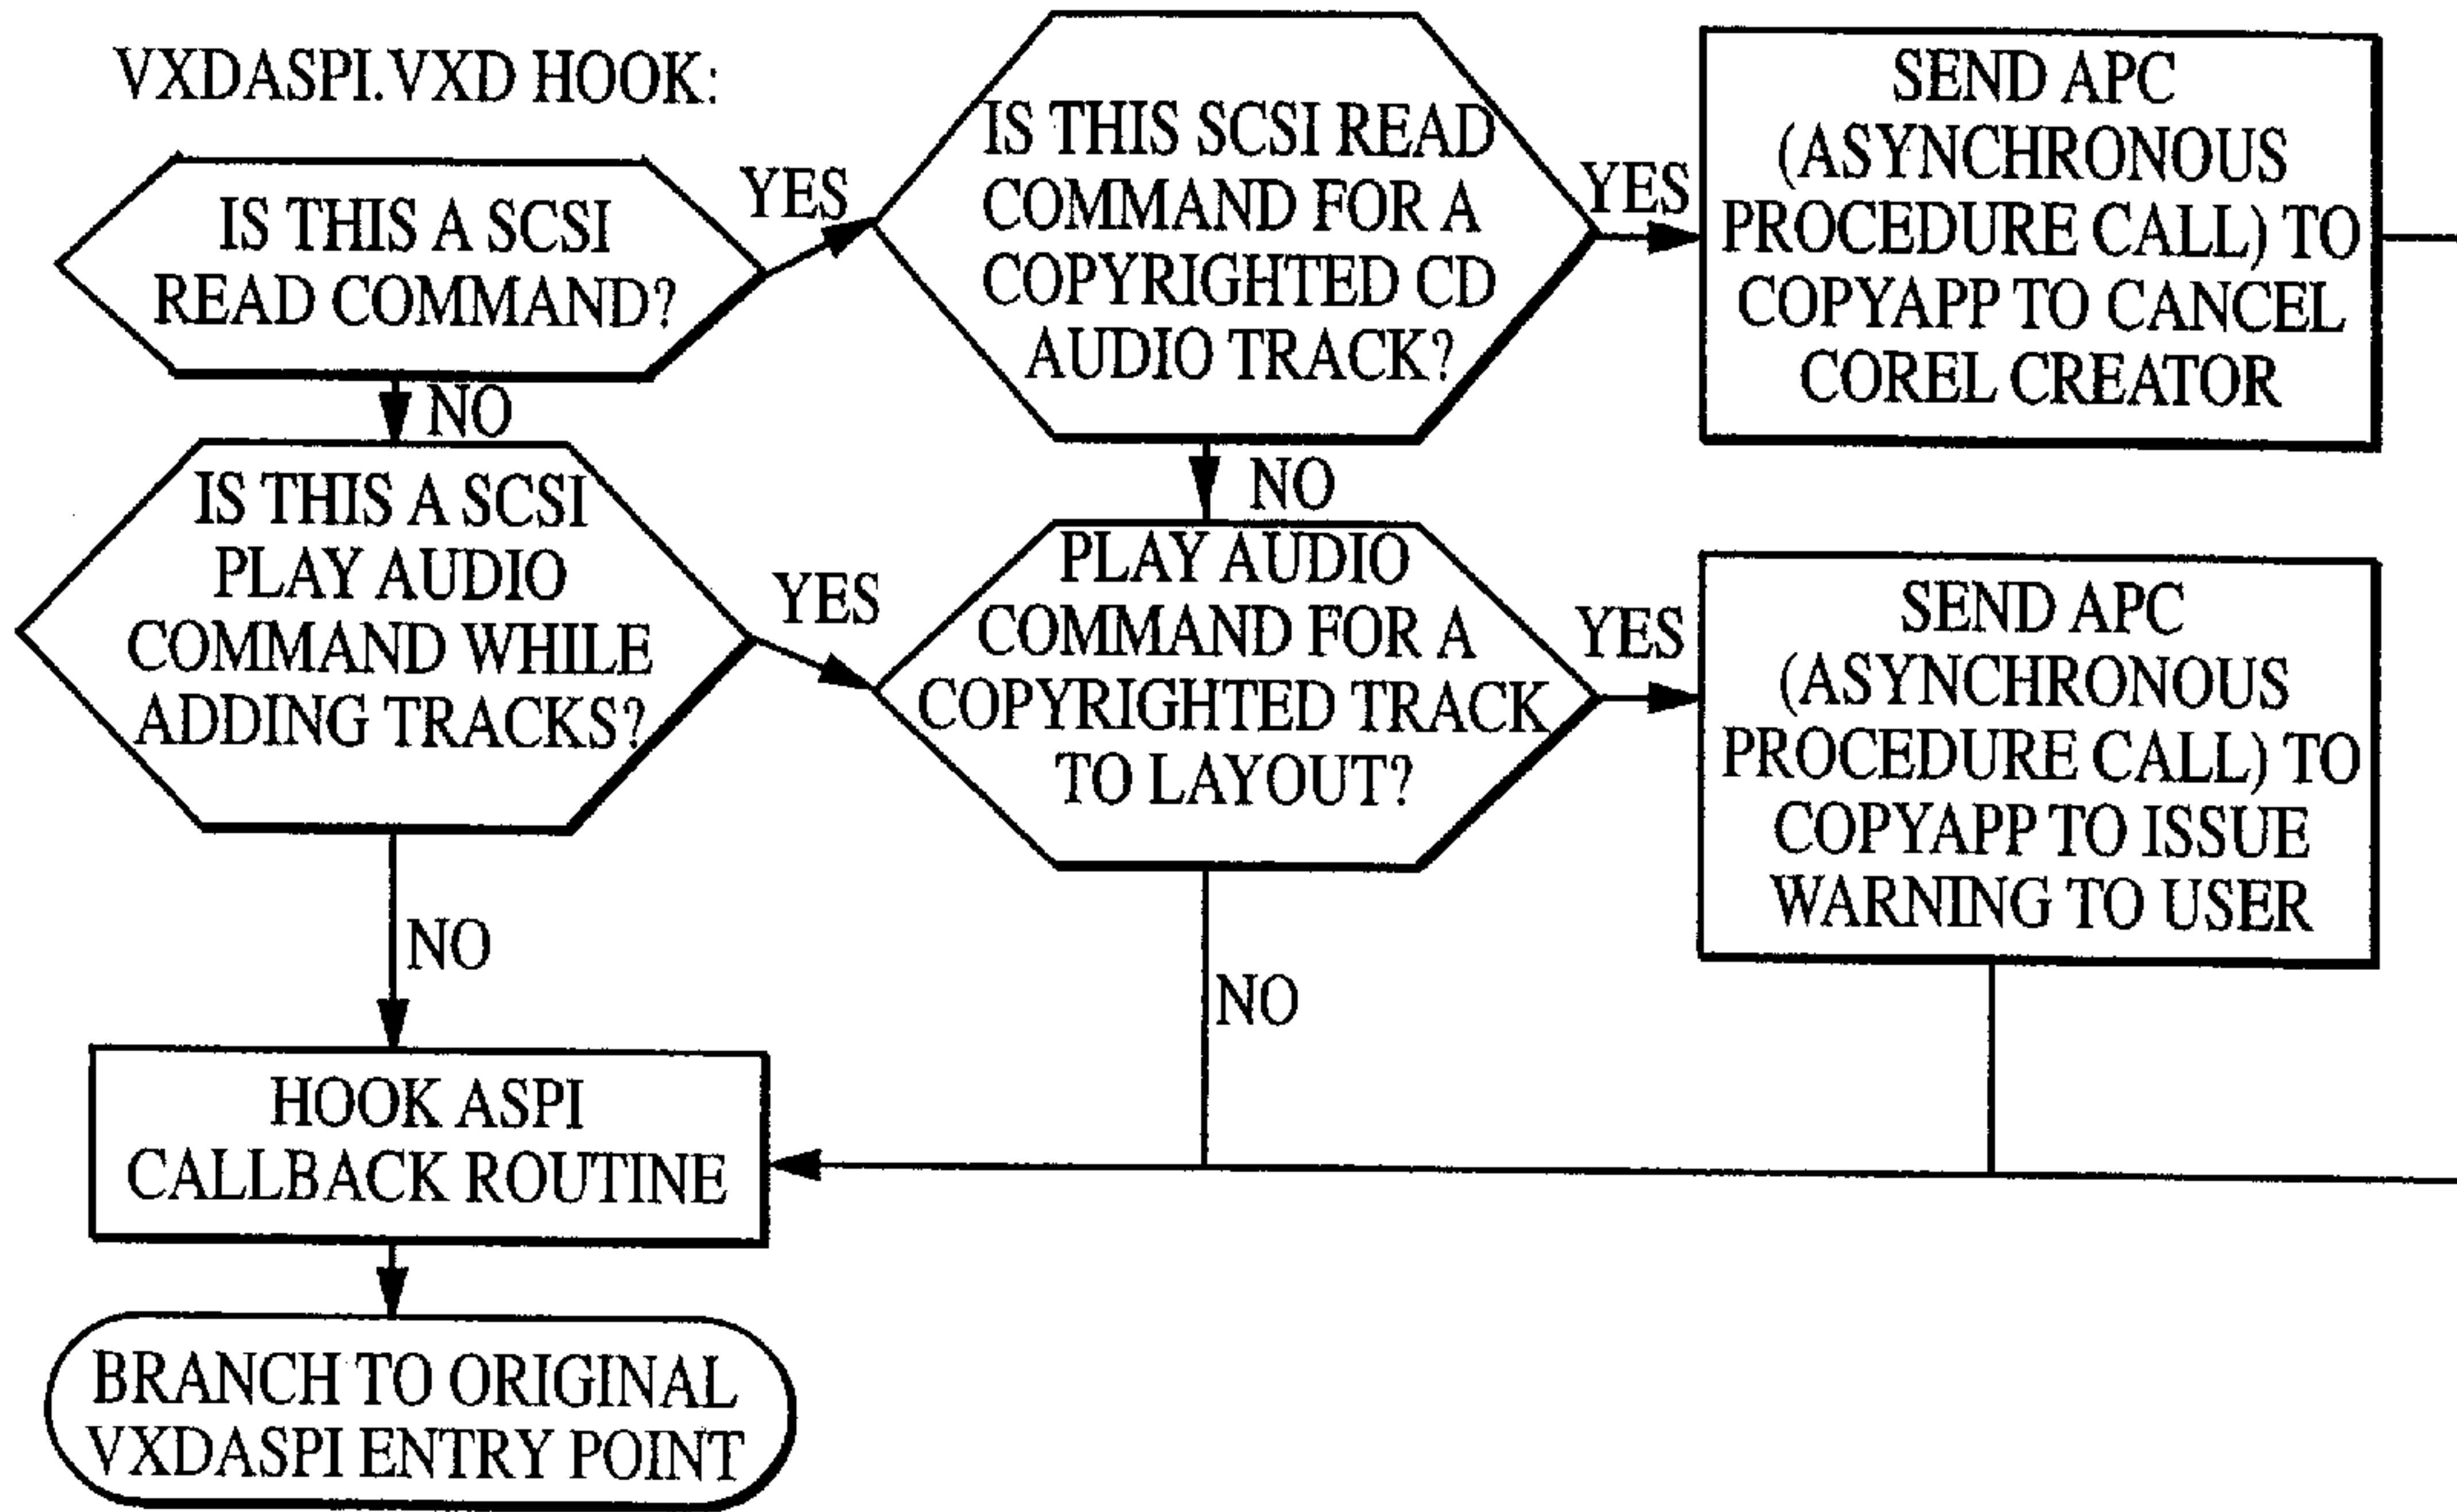 VXDASPI.VXD HOOK:
IS THIS A SCSI
READ COMMAND?
YES
IS THIS SCSI READ
COMMAND FOR A
COPYRIGHTED CD
AUDIO TRACK?
YES
SEND APC
(ASYNCHRONOUS
PROCEDURE CALL) TO
COPYAPP TO CANCEL
COREL CREATOR
NO
NO
IS THIS A SCSI
PLAY AUDIO
COMMAND WHILE
ADDING TRACKS?
YES
PLAY AUDIO
COMMAND FOR A
COPYRIGHTED TRACK
TO LAYOUT?
YES
SEND APC
(ASYNCHRONOUS
PROCEDURE CALL) TO
COPYAPP TO ISSUE
WARNING TO USER
NO
NO
HOOK ASPI
CALLBACK ROUTINE
BRANCH TO ORIGINAL
VXDASPI ENTRY POINT